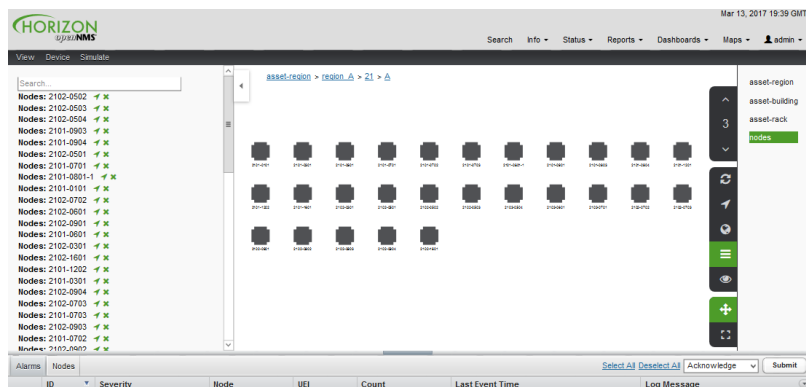 Mar 13, 2017 19:39 GMT
HORIZON
openNMS
Search Info Status Reports Dashboards Maps admin
View Device Simulate
Search...
Nodes: 2102-0502
Nodes: 2102-0503
Nodes: 2102-0504
Nodes: 2101-0903
Nodes: 2101-0904
Nodes: 2102-0501
Nodes: 2101-0701
Nodes: 2101-0801-1
Nodes: 2101-0101
Nodes: 2102-0702
Nodes: 2102-0601
Nodes: 2102-0901
Nodes: 2101-0601
Nodes: 2102-0301
Nodes: 2102-1601
Nodes: 2101-1202
Nodes: 2101-0301
Nodes: 2102-0904
Nodes: 2102-0703
Nodes: 2101-0703
Nodes: 2102-0903
Nodes: 2101-0702
Nodes: 2102-0902
asset-region > region_A > 21 > A
3
asset-region
asset-building
asset-rack
nodes
Alarms Nodes
Select All Deselect All Acknowledge Submit
ID Severity Node UEI Count Last Event Time Log Message